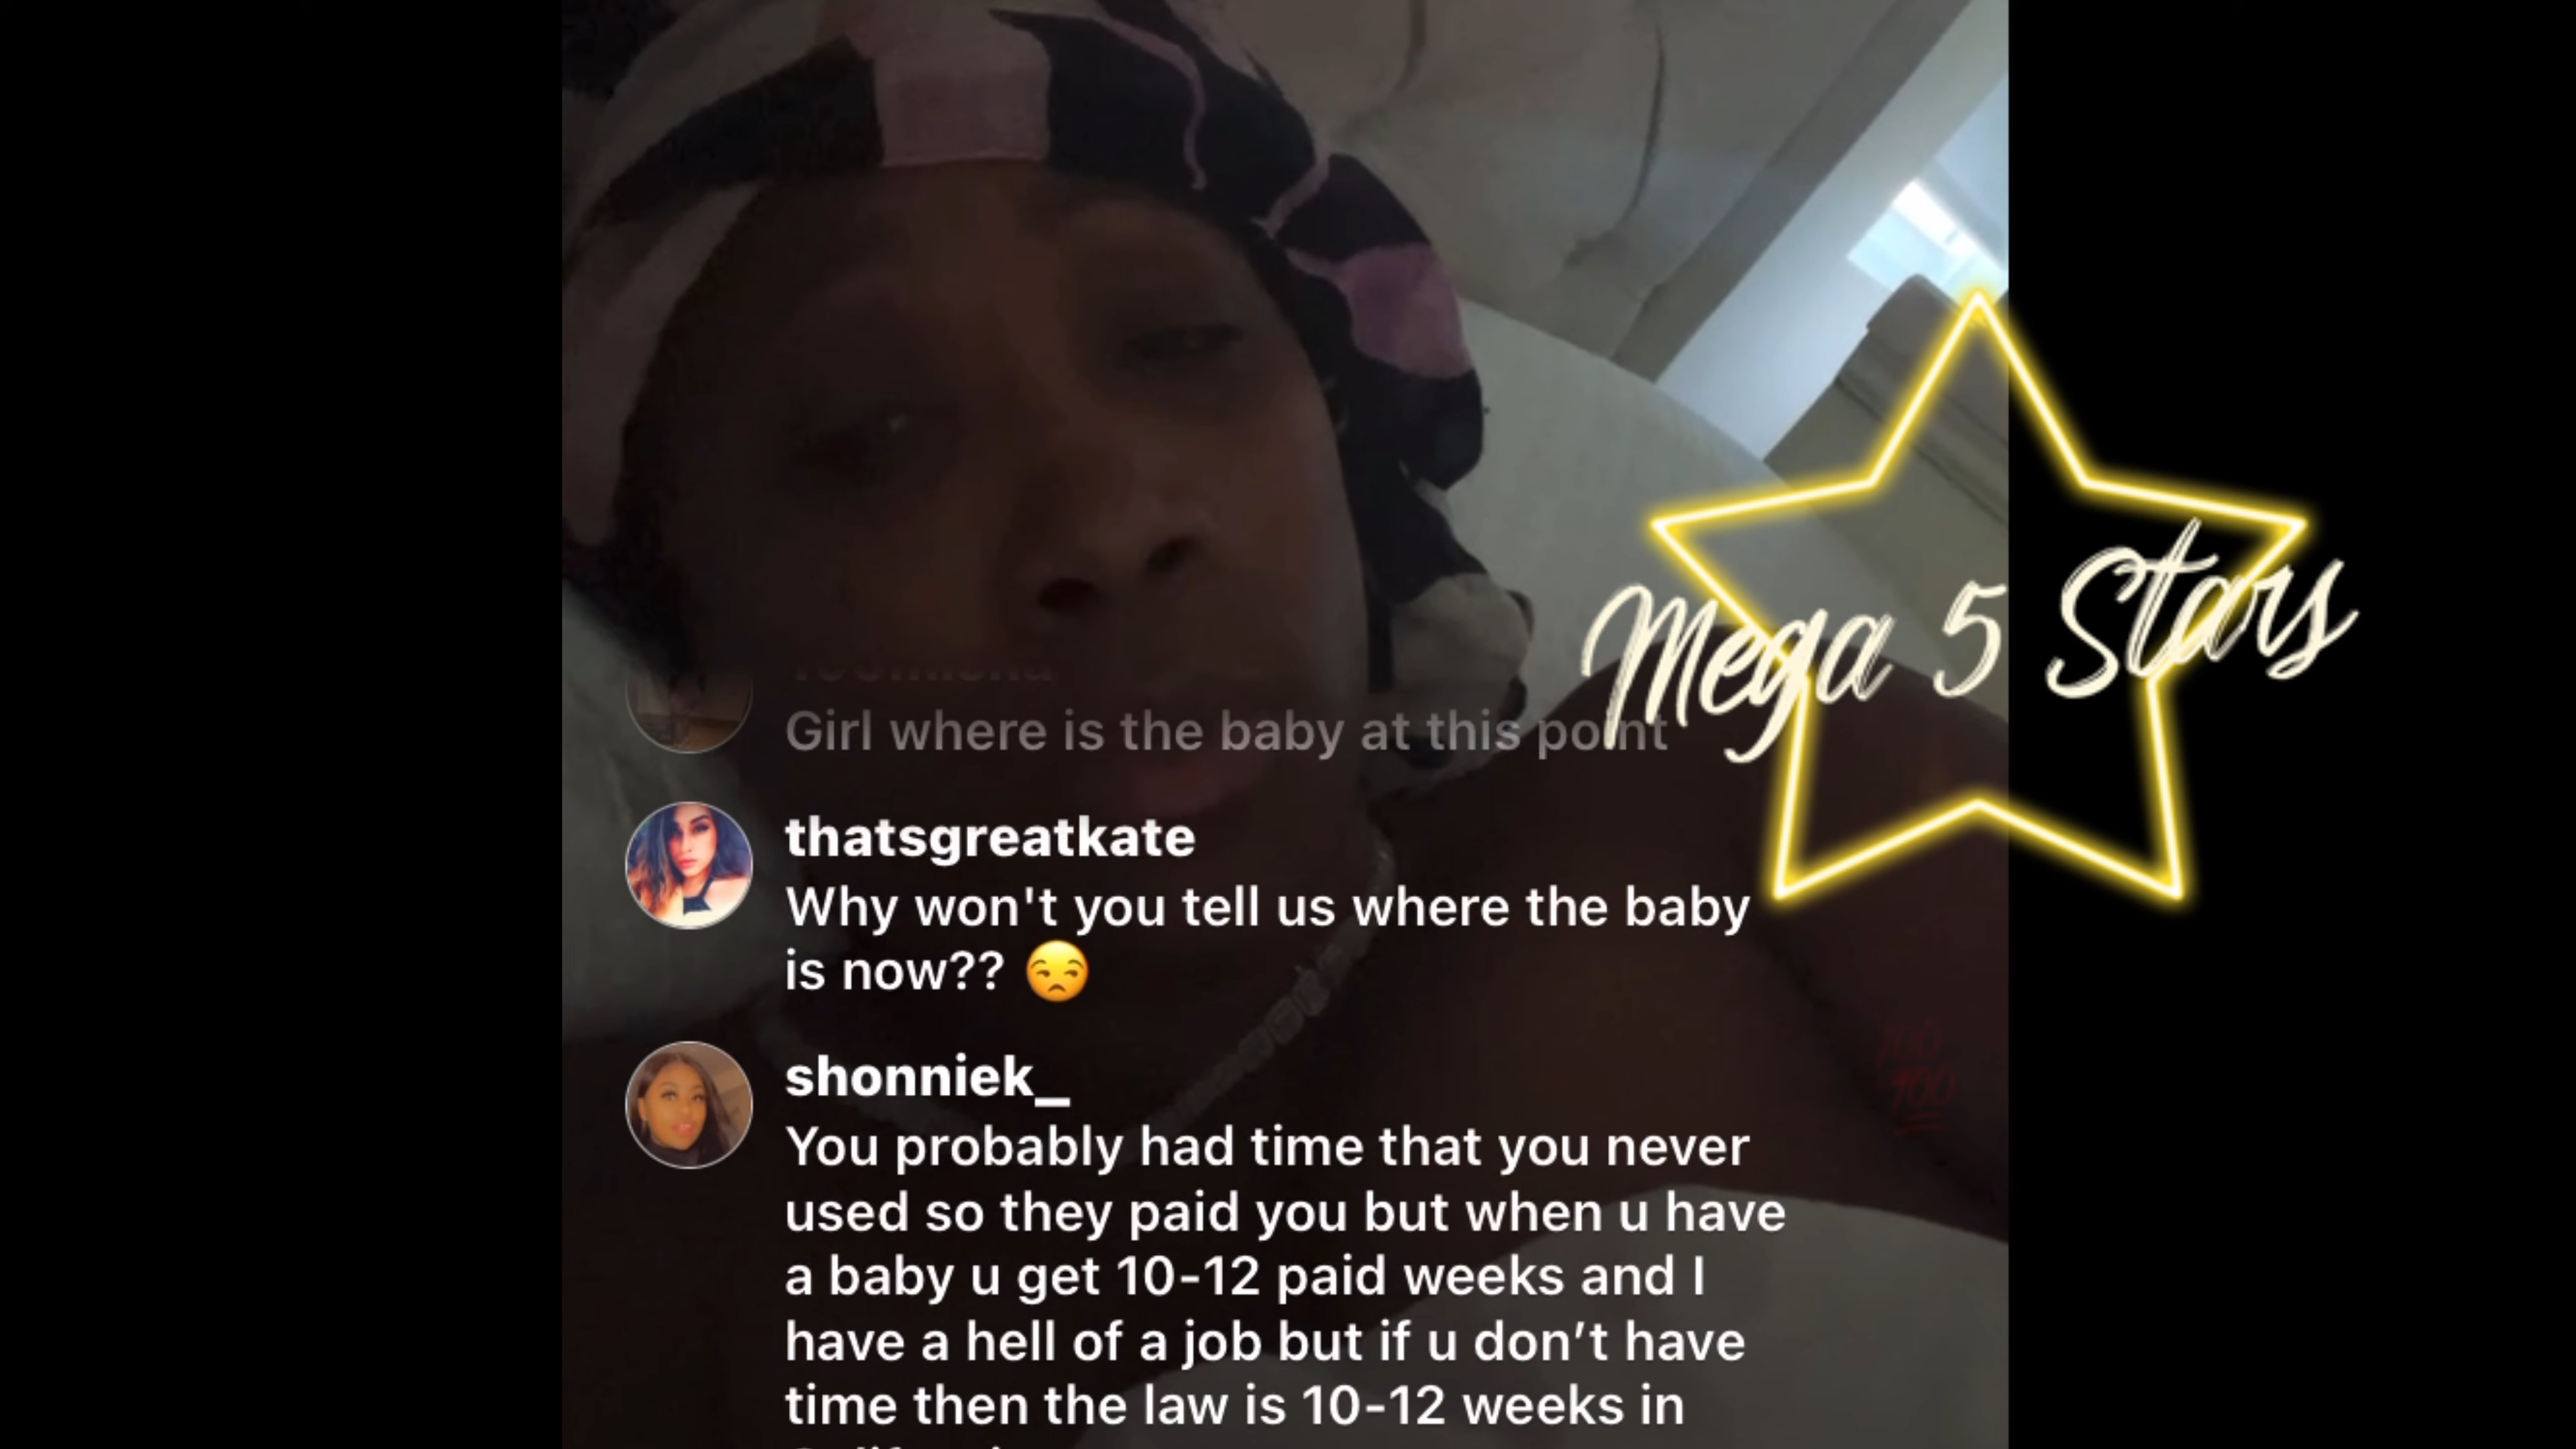 Girl where is the baby at this point
Mega 5 Stars
thatsgreatkate
Why won't you tell us where the baby
is now?? 😒
shonniek_
You probably had time that you never
used so they paid you but when u have
a baby u get 10-12 paid weeks and I
have a hell of a job but if u don’t have
time then the law is 10-12 weeks in